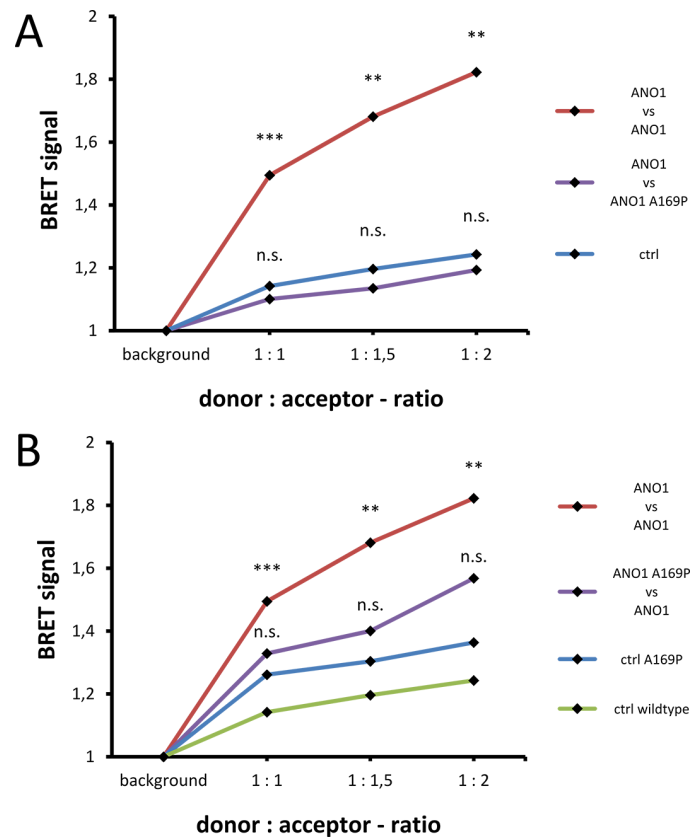 A
2
1,8
1,6
1,4
1,2
1
BRET signal
***
**
**
n.s.
n.s.
n.s.
background
1 : 1
1 : 1,5
1 : 2
donor : acceptor - ratio
ANO1
vs
ANO1
ANO1
vs
ANO1 A169P
ctrl
B
2
1,8
1,6
1,4
1,2
1
BRET signal
***
**
**
n.s.
n.s.
n.s.
background
1 : 1
1 : 1,5
1 : 2
donor : acceptor - ratio
ANO1
vs
ANO1
ANO1 A169P
vs
ANO1
ctrl A169P
ctrl wildtype